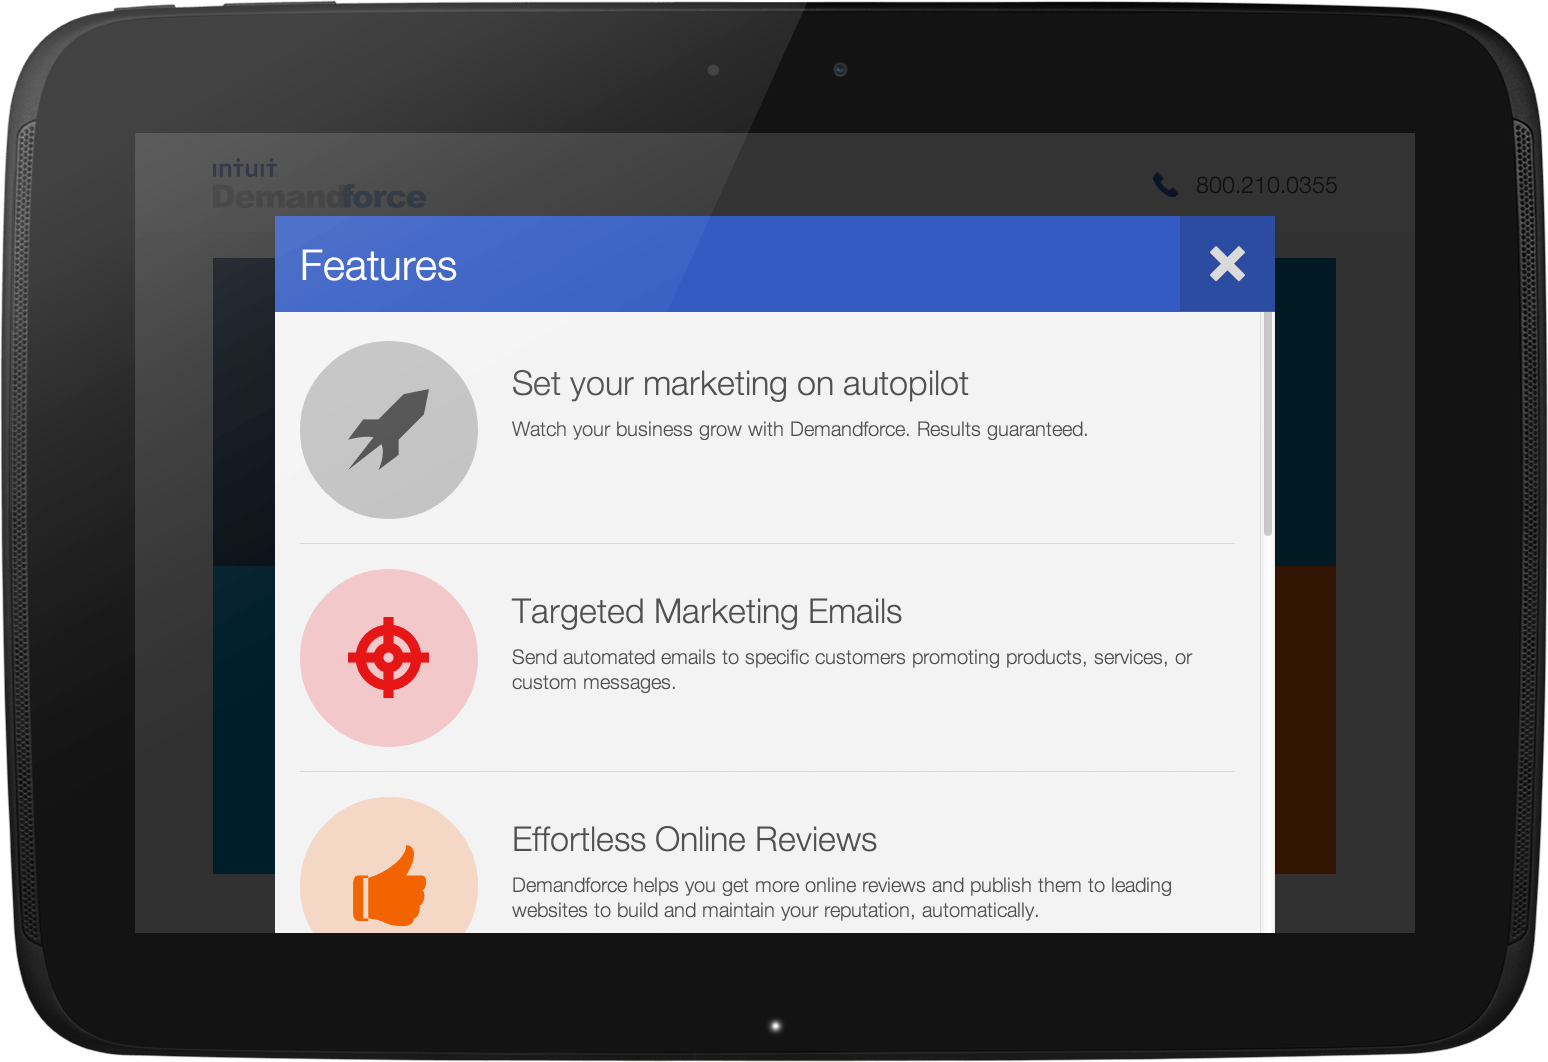 INTUIT
Demandforce
800.210.0355
Features
Set your marketing on autopilot
Watch your business grow with Demandforce. Results guaranteed.
Targeted Marketing Emails
Send automated emails to specific customers promoting products, services, or
custom messages.
Effortless Online Reviews
Demandforce helps you get more online reviews and publish them to leading
websites to build and maintain your reputation, automatically.